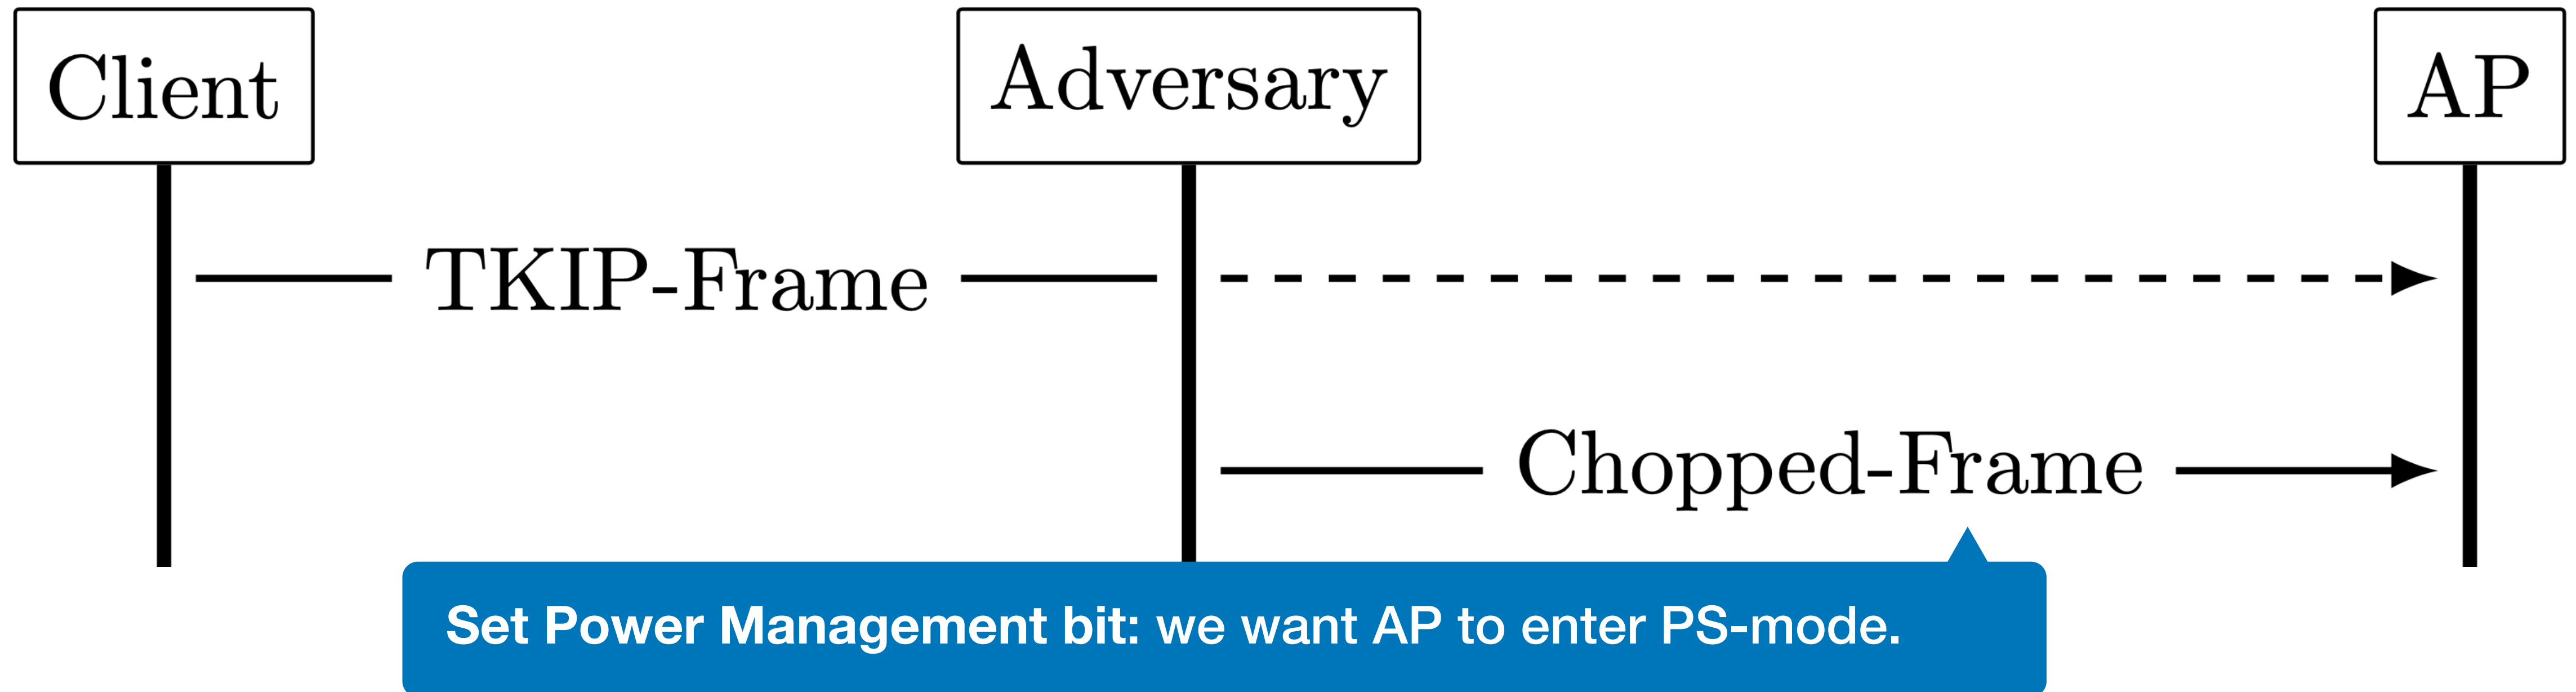 Client
Adversary
AP
TKIP-Frame
Chopped-Frame
Set Power Management bit: we want AP to enter PS-mode.